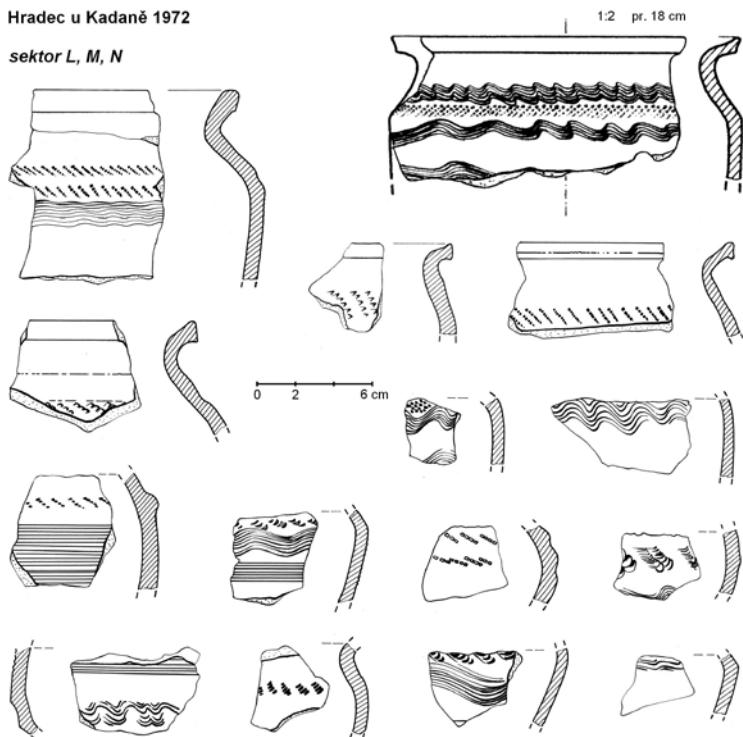 Hradec u Kadaně 1972
1:2 pr. 18 cm
sektor L, M, N
0 2 6 cm